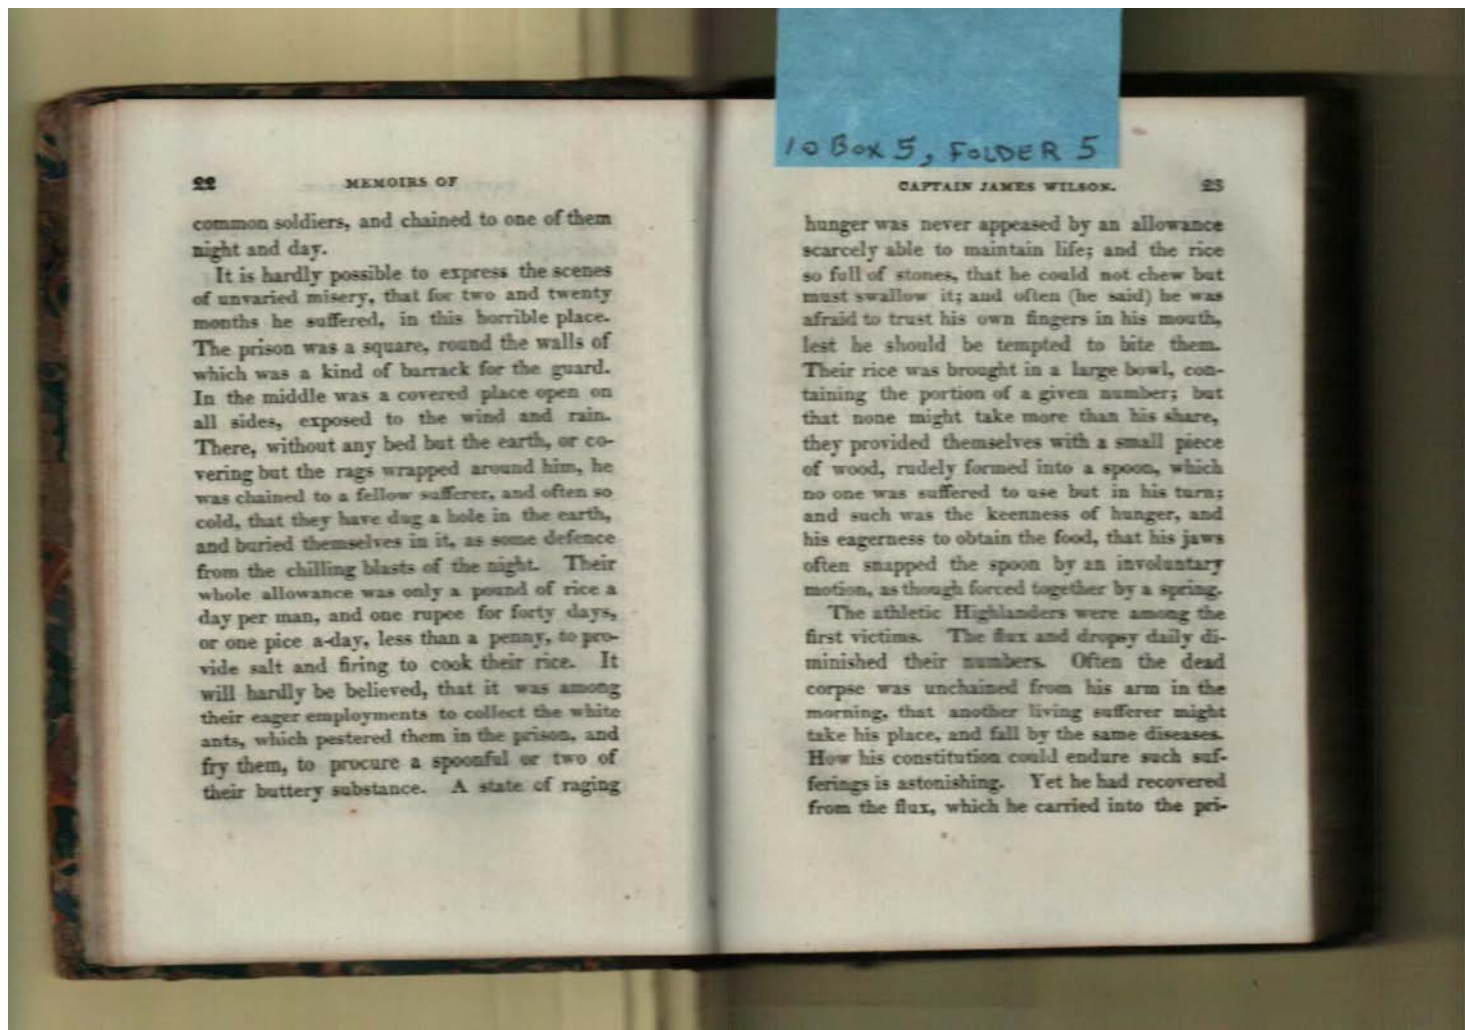 10 BOX 5, FOLDER 5
22 MEMOIRS OF
common soldiers, and chained to one of them
night and day.
It is hardly possible to express the scenes
of unvaried misery, that for two and twenty
months he suffered, in this horrible place.
The prison was a square, round the walls of
which was a kind of barrack for the guard.
In the middle was a covered place open on
all sides, exposed to the wind and rain.
There, without any bed but the earth, or co-
vering but the rags wrapped around him, he
was chained to a fellow sufferer, and often so
cold, that they have dug a hole in the earth,
and buried themselves in it, as some defence
from the chilling blasts of the night. Their
whole allowance was only a pound of rice a
day per man, and one rupee for forty days,
or one pice a-day, less than a penny, to pro-
vide salt and firing to cook their rice. It
will hardly be believed, that it was among
their eager employments to collect the white
ants, which pestered them in the prison, and
fry them, to procure a spoonful or two of
their buttery substance. A state of raging
CAPTAIN JAMES WILSON. 23
hunger was never appeased by an allowance
scarcely able to maintain life; and the rice
so full of stones, that he could not chew but
must swallow it; and often (he said) he was
afraid to trust his own fingers in his mouth,
lest he should be tempted to bite them.
Their rice was brought in a large bowl, con-
taining the portion of a given number; but
that none might take more than his share,
they provided themselves with a small piece
of wood, rudely formed into a spoon, which
no one was suffered to use but in his turn;
and such was the keenness of hunger, and
his eagerness to obtain the food, that his jaws
often snapped the spoon by an involuntary
motion, as though forced together by a spring.
The athletic Highlanders were among the
first victims. The flux and dropsy daily di-
minished their numbers. Often the dead
corpse was unchained from his arm in the
morning, that another living sufferer might
take his place, and fall by the same diseases.
How his constitution could endure such suf-
ferings is astonishing. Yet he had recovered
from the flux, which he carried into the pri-